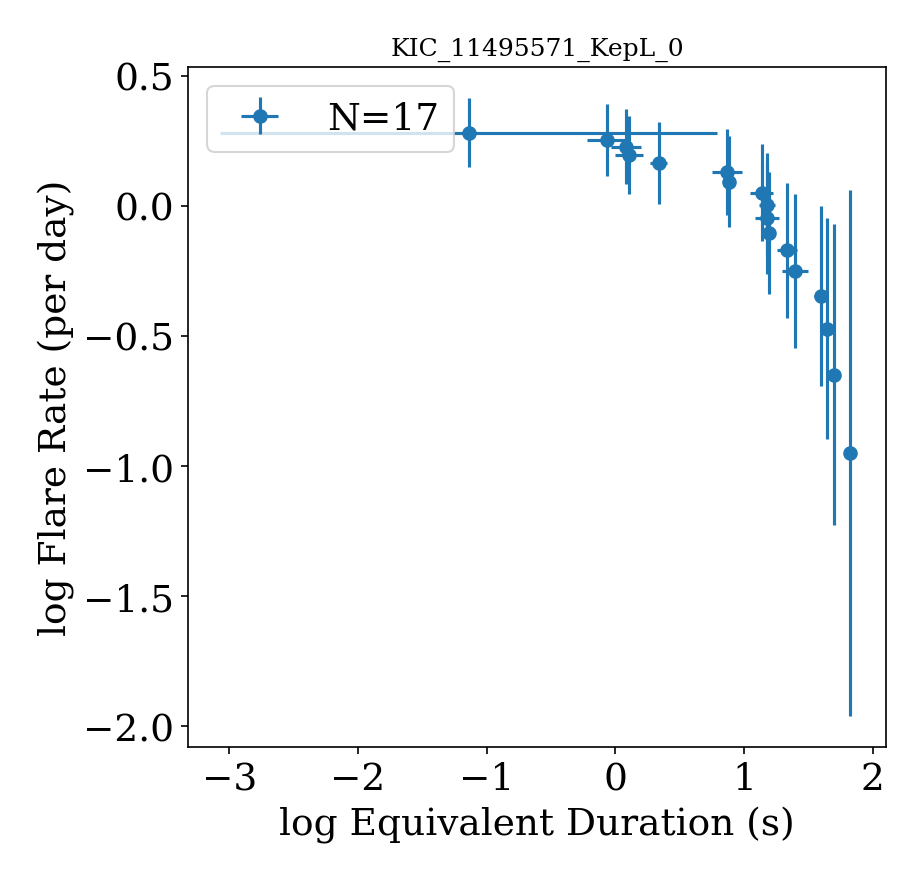 KIC_11495571_KepL_0
N=17
0.5
0.0
−0.5
−1.0
−1.5
−2.0
log Flare Rate (per day)
−3 −2 −1 0 1 2
log Equivalent Duration (s)